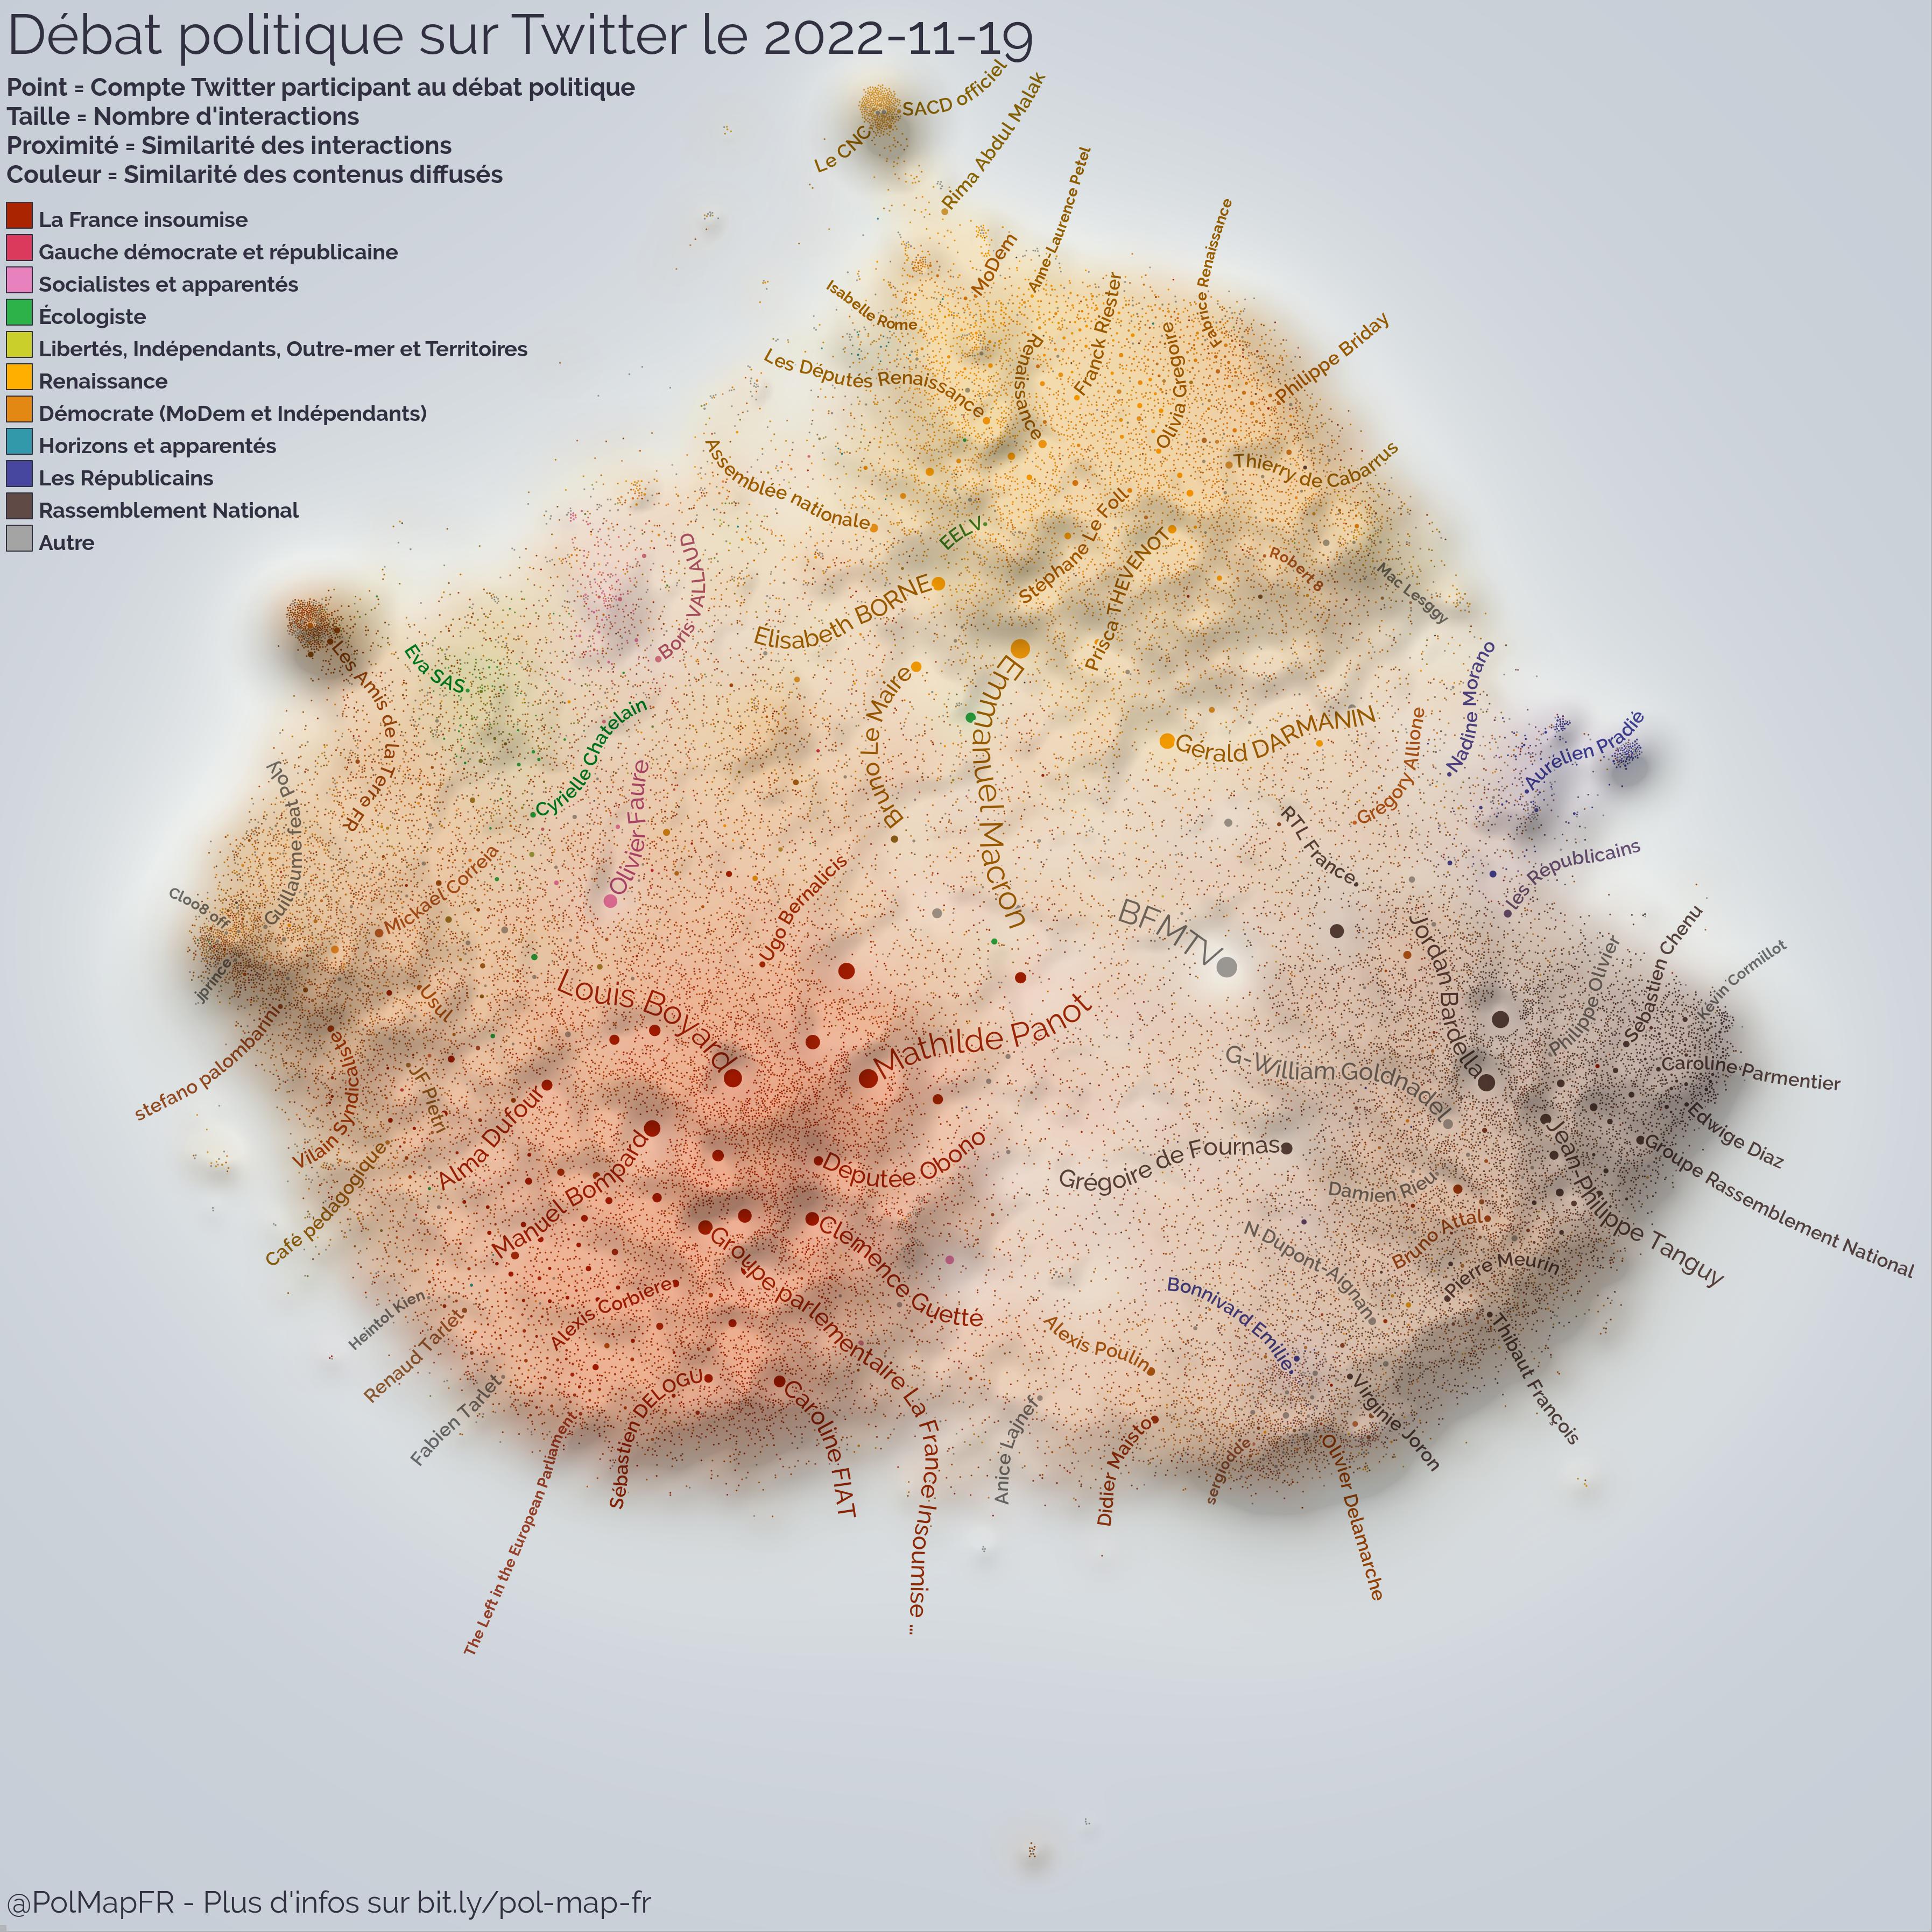 Débat politique sur Twitter le 2022-11-19
Point = Compte Twitter participant au débat politique
Taille = Nombre d'interactions
Proximité = Similarité des interactions
Couleur = Similarité des contenus diffusés
La France insoumise
Gauche démocrate et républicaine
Socialistes et apparentés
Écologiste
Libertés, Indépendants, Outre-mer et Territoires
Renaissance
Démocrate (MoDem et Indépendants)
Horizons et apparentés
Les Républicains
Rassemblement National
Autre
SACD officiel
Le CNC
Rima Abdul Malak
Anne-Laurence Petel
MoDem
Isabelle Rome
Fabrice Renaissance
Franck Riester
Renaissance
Olivia Gregoire
Philippe Briday
Les Députés Renaissance
Assemblée nationale
Thierry de Cabarrus
EELV
Stéphane Le Foll
Prisca THEVENOT
Robert 8
Mac Lesggy
Elisabeth BORNE
Boris VALLAUD
Eva SAS
Les Amis de la Terre FR
Cyrielle Chatelain
Olivier Faure
Bruno Le Maire
Emmanuel Macron
Gérald DARMANIN
Nadine Morano
Gregory Allione
Aurélien Pradié
RTL France
les Républicains
Guillaume feat Poly
Cloo8 off
jprince
Mickaël Correia
Ugo Bernalicis
BFMTV
Louis Boyard
Mathilde Panot
Usul
stefano palombarini
Vilain Syndicaliste
JFPietri
Jordan Bardella
Philippe Olivier
Sébastien Chenu
Kevin Cormillot
G-William Goldnadel
Caroline Parmentier
Edwige Diaz
Groupe Rassemblement National
Jean-Philippe Tanguy
Alma Dufour
Manuel Bompard
Députée Obono
Grégoire de Fournas
Damien Rieu
Bruno Attal
N.Dupont-Aignan
Pierre Meurin
Café pédagogique
Clémence Guetté
Groupe parlementaire La France Insoumise ...
Heintol Kien
Renaud Tarlet
Alexis Corbière
Bonnivard Emilie
Alexis Poulin
Thibaut François
Fabien Tarlet
Sébastien DELOGU
Caroline FIAT
Anice Lajnef
Didier Maïsto
sergiodde
Virginie Joron
Olivier Delamarche
The Left in the European Parliament
@PolMapFR - Plus d'infos sur bit.ly/pol-map-fr